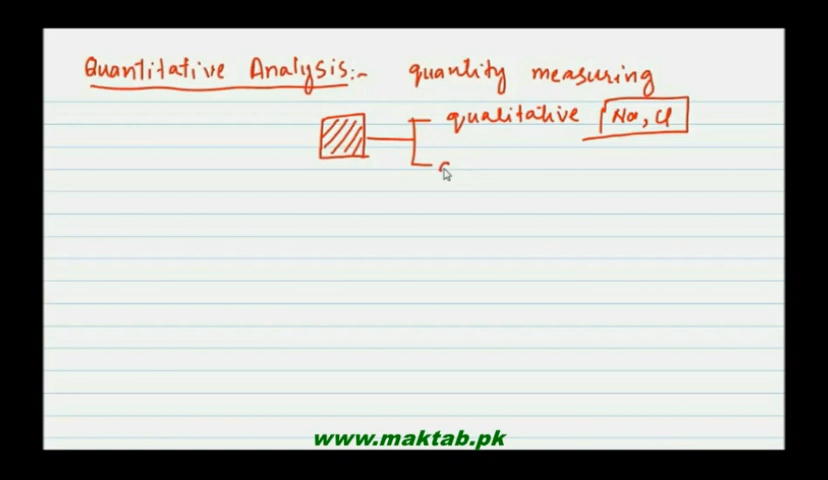 Quantitative Analysis:- quantity measuring
qualitative Na, Cl
www.maktab.pk